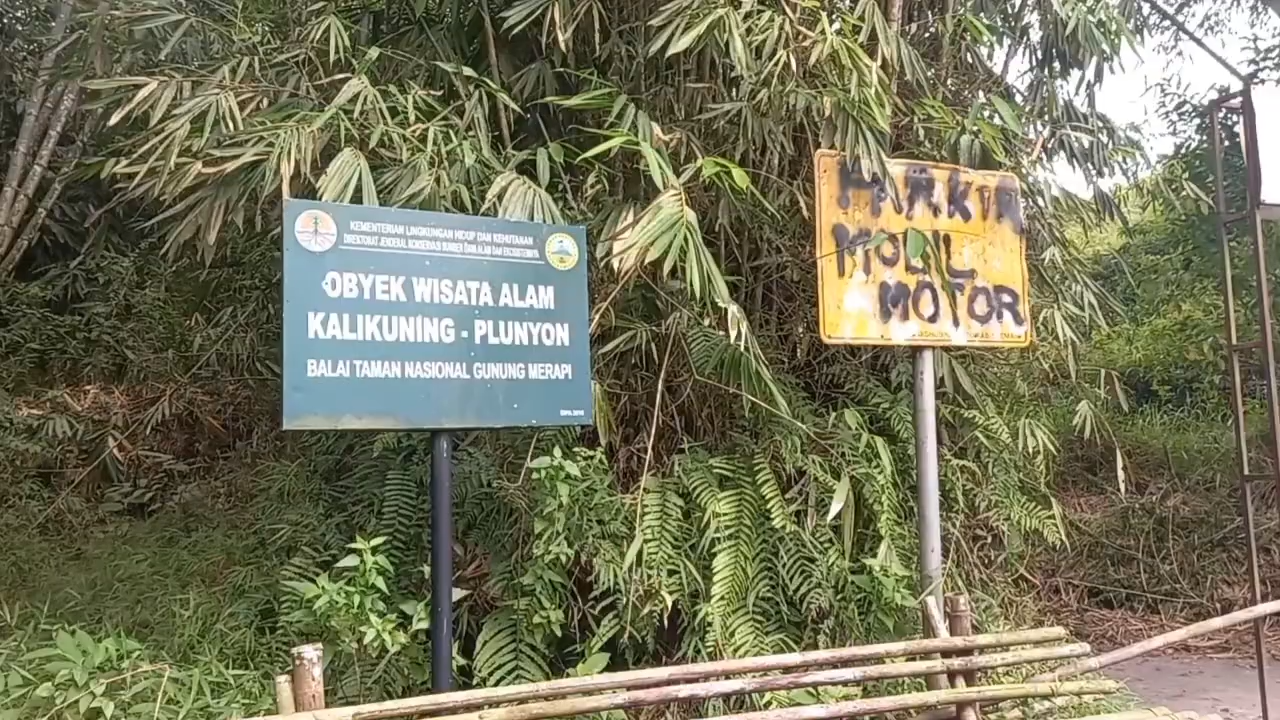 KEMENTERIAN LINGKUNGAN HIDUP DAN KEHUTANAN
DIREKTORAT JENDERAL KONSERVASI SUMBER DAYA ALAM DAN EKOSISTEMNYA
OBYEK WISATA ALAM
KALIKUNING - PLUNYON
BALAI TAMAN NASIONAL GUNUNG MERAPI
PARKIR
MOBIL
MOTOR